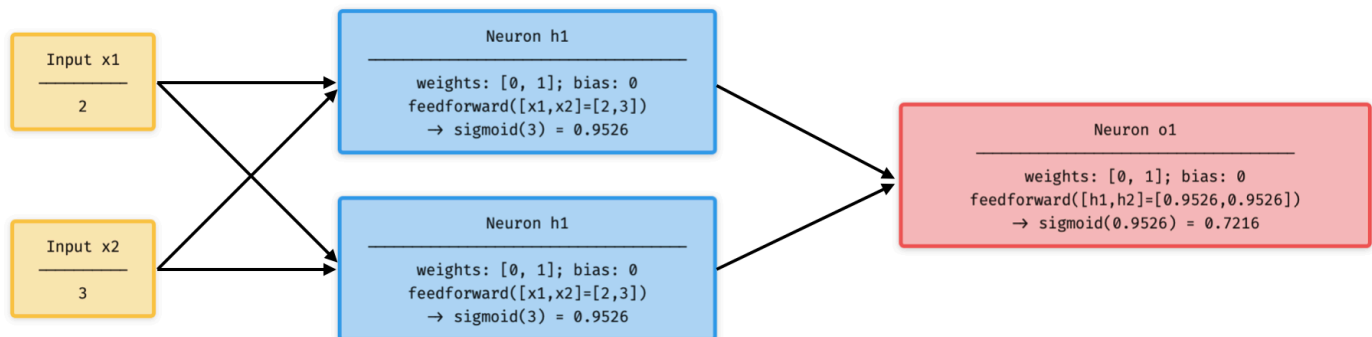 Input x1
2
Input x2
3
Neuron h1
weights: [0, 1]; bias: 0
feedforward([x1,x2]=[2,3])
→ sigmoid(3) = 0.9526
Neuron h1
weights: [0, 1]; bias: 0
feedforward([x1,x2]=[2,3])
→ sigmoid(3) = 0.9526
Neuron o1
weights: [0, 1]; bias: 0
feedforward([h1,h2]=[0.9526,0.9526])
→ sigmoid(0.9526) = 0.7216